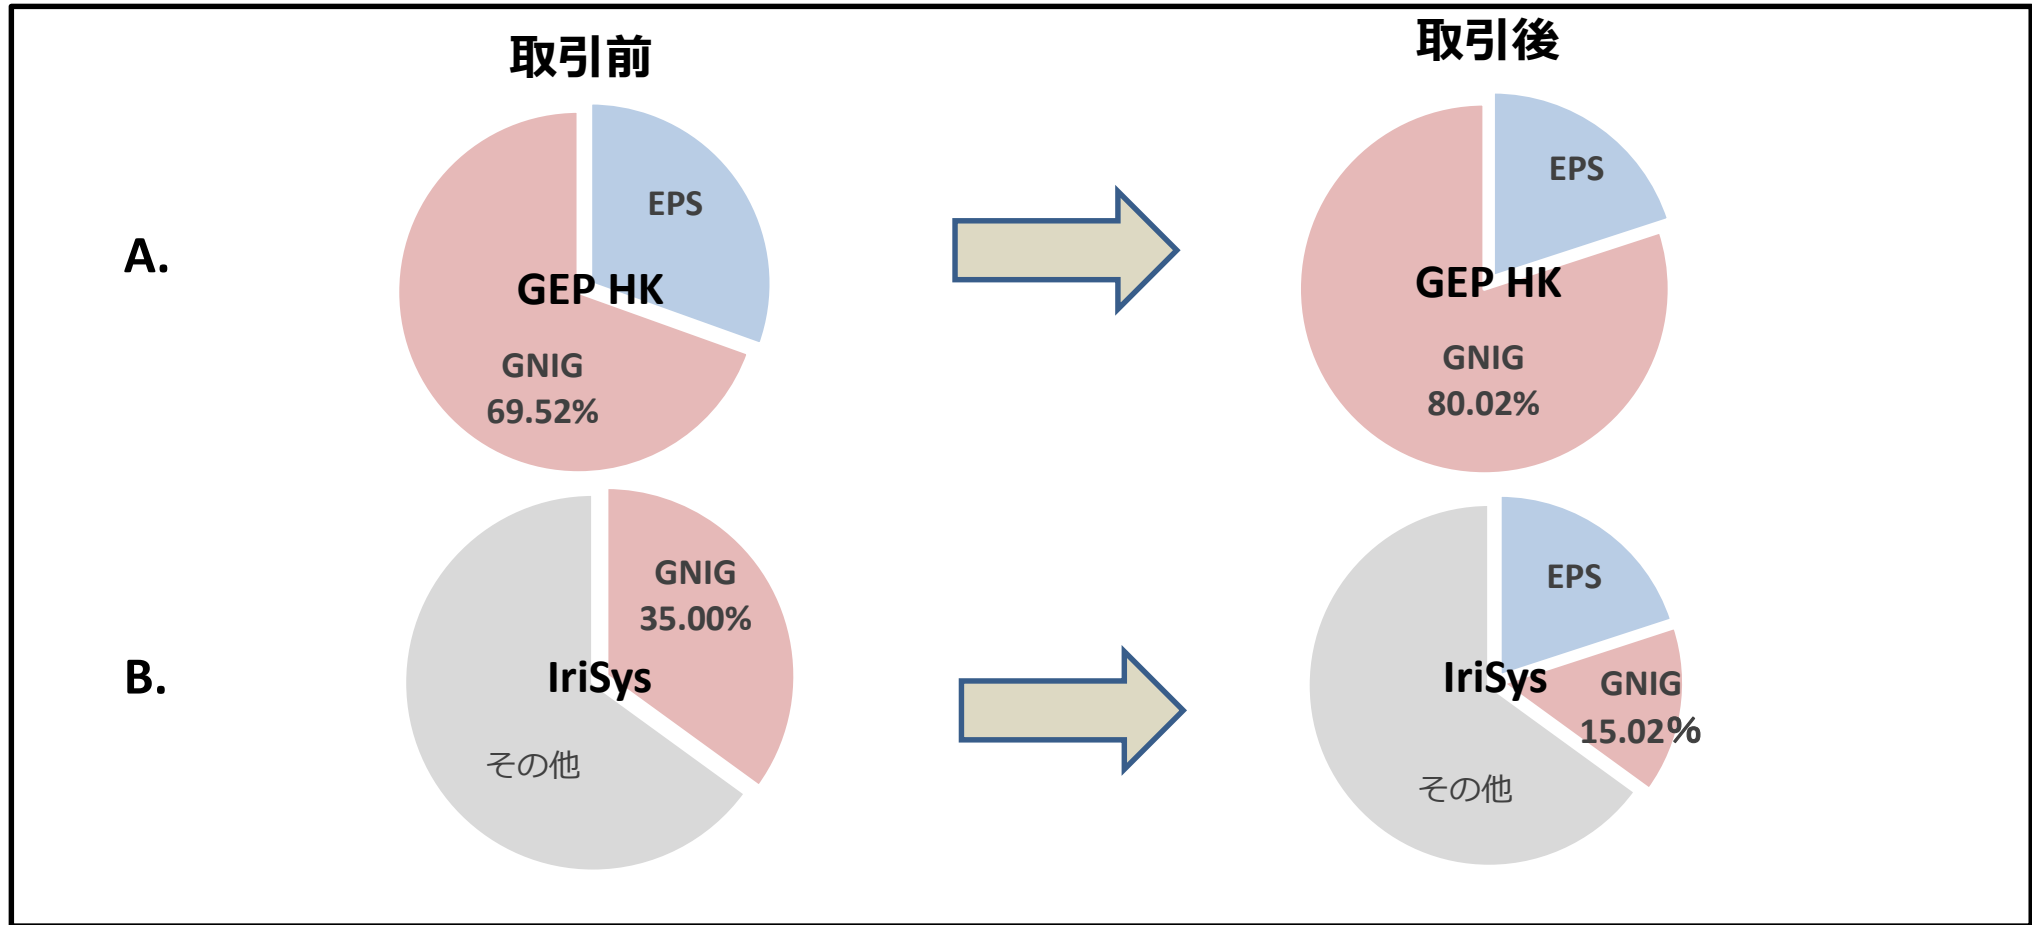 取引前
取引後
A.
EPS
GEP HK
GNIG
69.52%
EPS
GEP HK
GNIG
80.02%
B.
GNIG
35.00%
IriSys
その他
EPS
IriSys
GNIG
15.02%
その他